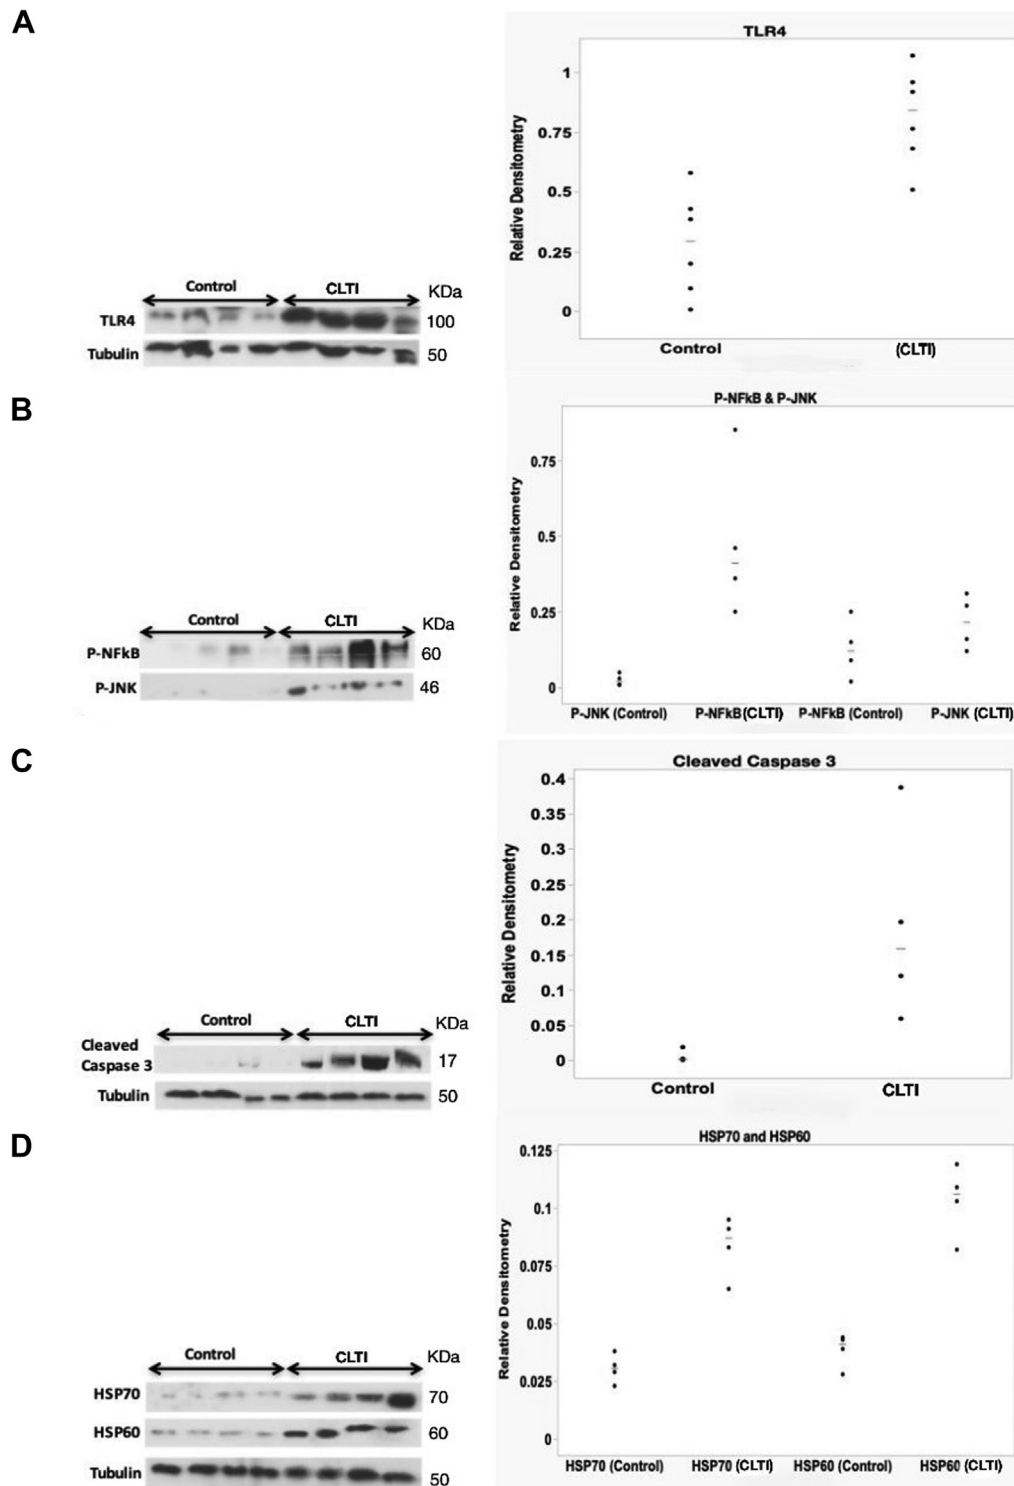 A
TLR4
Relative Densitometry
1
0.75
0.5
0.25
0
Control
(CLTI)
Control
CLTI
KDa
TLR4
100
Tubulin
50
B
P-NFkB & P-JNK
Relative Densitometry
0.75
0.5
0.25
0
P-JNK (Control)
P-NFkB (CLTI)
P-NFkB (Control)
P-JNK (CLTI)
Control
CLTI
KDa
P-NFkB
60
P-JNK
46
C
Cleaved Caspase 3
Relative Densitometry
0.4
0.35
0.3
0.25
0.2
0.15
0.1
0.05
0
Control
CLTI
Control
CLTI
KDa
Cleaved
Caspase 3
17
Tubulin
50
D
HSP70 and HSP60
Relative Densitometry
0.125
0.1
0.075
0.05
0.025
0
HSP70 (Control)
HSP70 (CLTI)
HSP60 (Control)
HSP60 (CLTI)
Control
CLTI
KDa
HSP70
70
HSP60
60
Tubulin
50